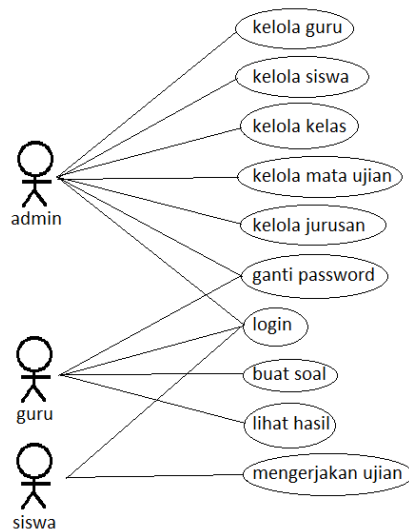 kelola guru
kelola siswa
kelola kelas
admin
kelola mata ujian
kelola jurusan
ganti password
login
guru
buat soal
lihat hasil
siswa
mengerjakan ujian